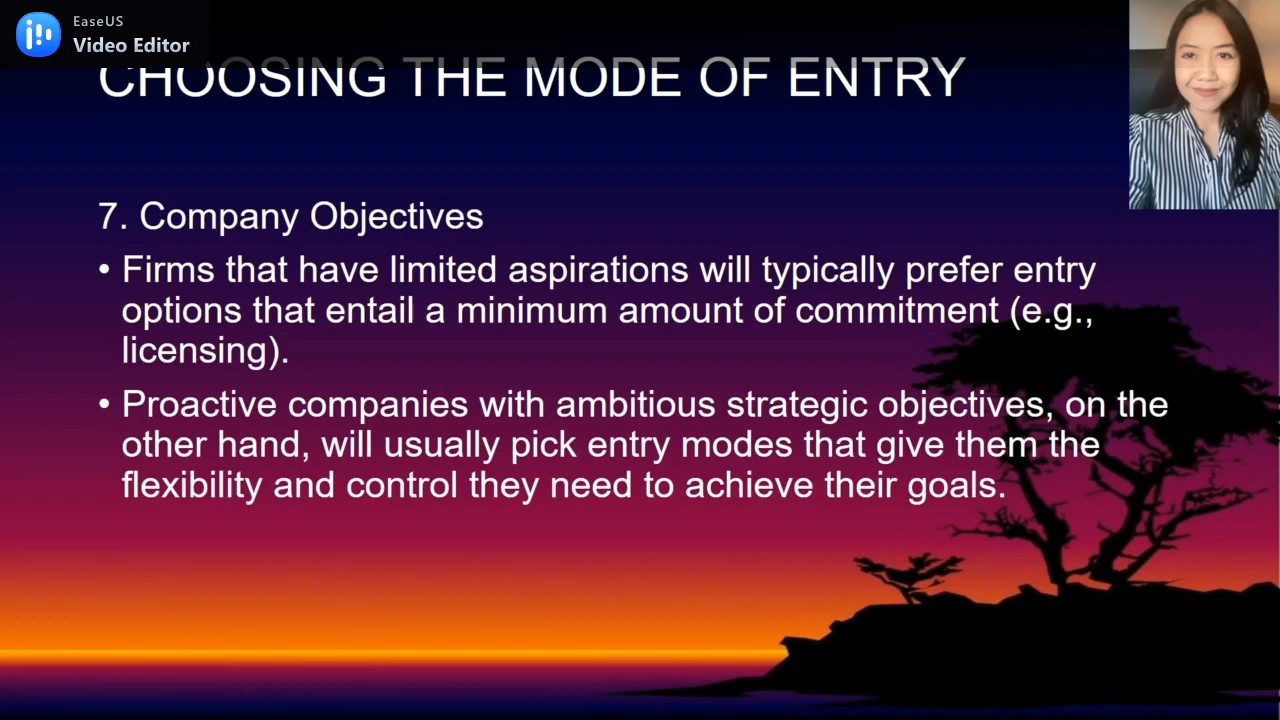 EaseUS
Video Editor
CHOOSING THE MODE OF ENTRY
7. Company Objectives
• Firms that have limited aspirations will typically prefer entry
options that entail a minimum amount of commitment (e.g.,
licensing).
• Proactive companies with ambitious strategic objectives, on the
other hand, will usually pick entry modes that give them the
flexibility and control they need to achieve their goals.